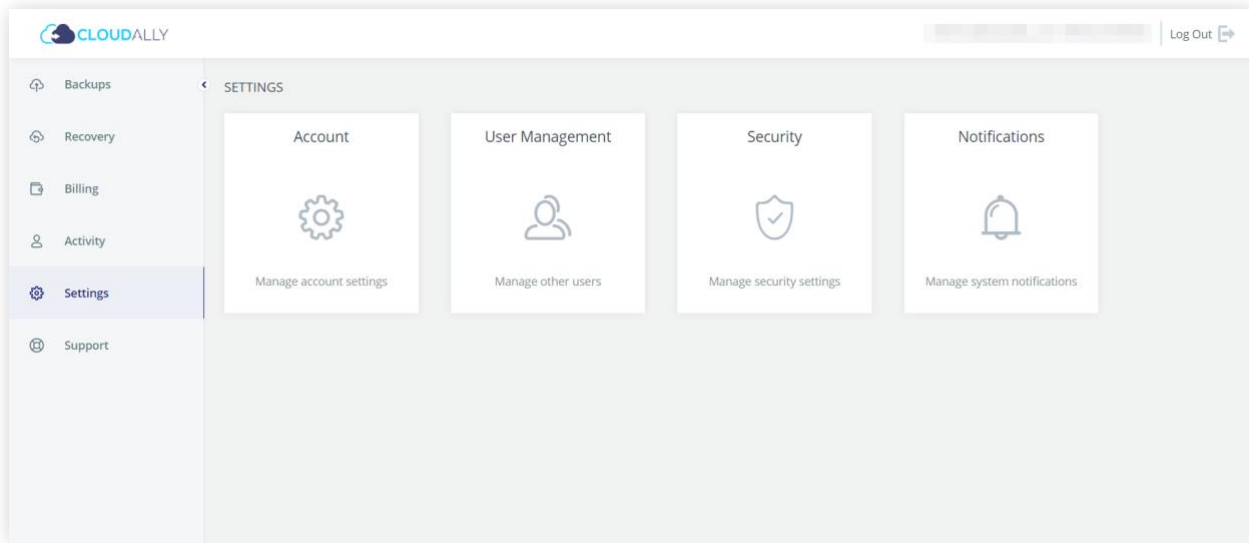 CLOUDALLY
Log Out
Backups
Recovery
Billing
Activity
Settings
Support
SETTINGS
Account
Manage account settings
User Management
Manage other users
Security
Manage security settings
Notifications
Manage system notifications